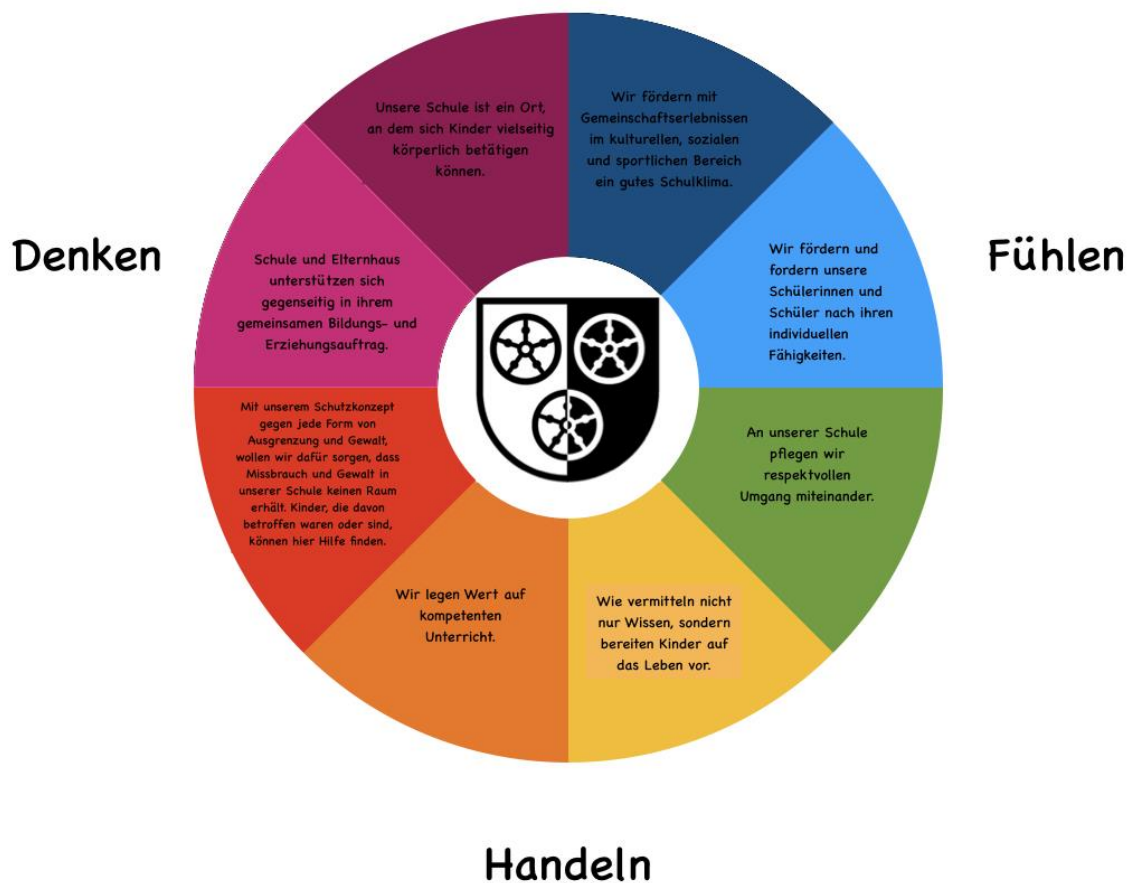 Unsere Schule ist ein Ort,
an dem sich Kinder vielseitig
körperlich betätigen
können.
Wir fördern mit
Gemeinschaftserlebnissen
im kulturellen, sozialen
und sportlichen Bereich
ein gutes Schulklima.
Denken
Fühlen
Schule und Elternhaus
unterstützen sich
gegenseitig in ihrem
gemeinsamen Bildungs- und
Erziehungsauftrag.
Wir fördern und
fordern unsere
Schülerinnen und
Schüler nach ihren
individuellen
Fähigkeiten.
Mit unserem Schutzkonzept
gegen jede Form von
Ausgrenzung und Gewalt,
wollen wir dafür sorgen, dass
Missbrauch und Gewalt in
unserer Schule keinen Raum
erhält. Kinder, die davon
betroffen waren oder sind,
können hier Hilfe finden.
An unserer Schule
pflegen wir
respektvollen
Umgang miteinander.
Wir legen Wert auf
kompetenten
Unterricht.
Wie vermitteln nicht
nur Wissen, sondern
bereiten Kinder auf
das Leben vor.
Handeln